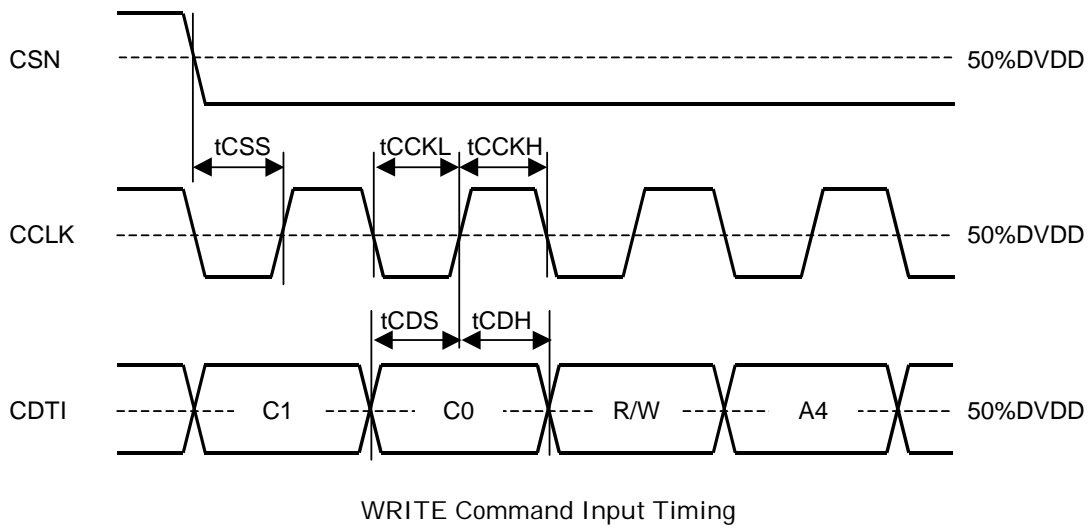 CSN 50%DVDD
tCSS tCCKL tCCKH
CCLK 50%DVDD
tCDS tCDH
CDTI C1 C0 R/W A4 50%DVDD
WRITE Command Input Timing